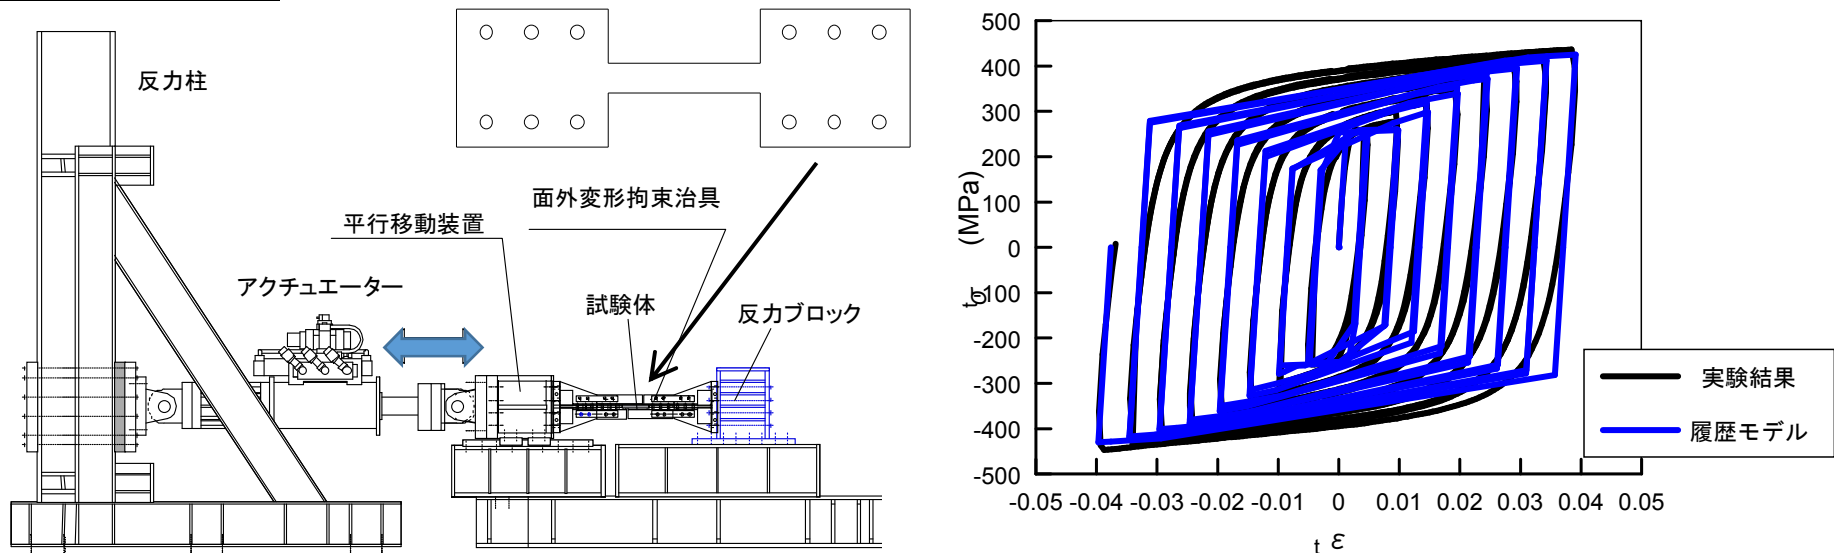 反力柱
面外変形拘束治具
平行移動装置
アクチュエーター
試験体
反力ブロック
500
400
300
200
100
0
-100
-200
-300
-400
-500
tσ (MPa)
-0.05 -0.04 -0.03 -0.02 -0.01 0 0.01 0.02 0.03 0.04 0.05
t ε
実験結果
履歴モデル